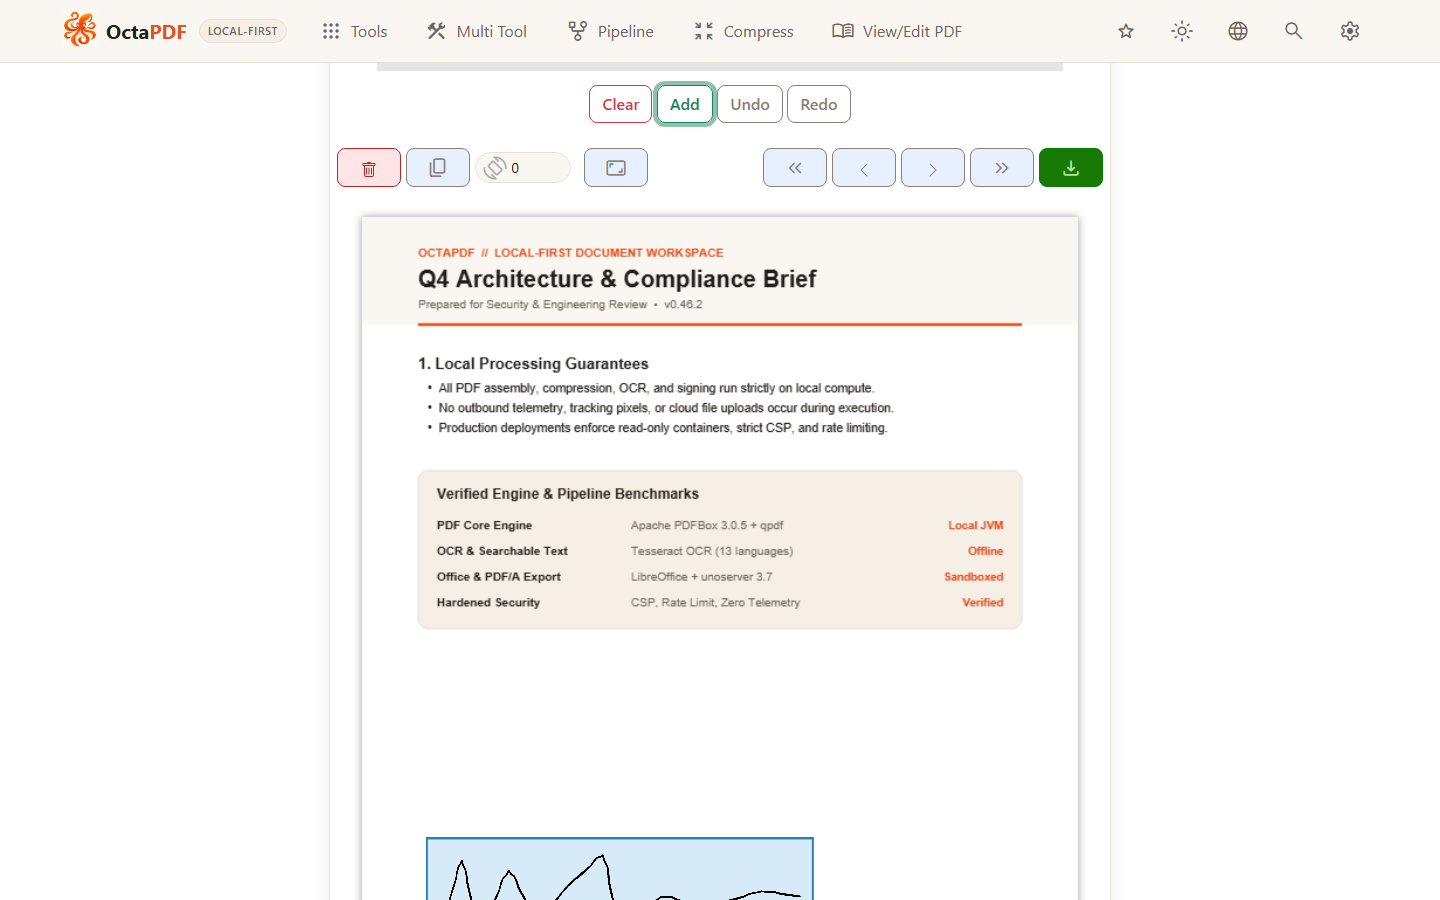 OctaPDF LOCAL-FIRST Tools Multi Tool Pipeline Compress View/Edit PDF
Clear Add Undo Redo
0
OCTAPDF // LOCAL-FIRST DOCUMENT WORKSPACE
Q4 Architecture & Compliance Brief
Prepared for Security & Engineering Review • v0.46.2
1. Local Processing Guarantees
• All PDF assembly, compression, OCR, and signing run strictly on local compute.
• No outbound telemetry, tracking pixels, or cloud file uploads occur during execution.
• Production deployments enforce read-only containers, strict CSP, and rate limiting.
Verified Engine & Pipeline Benchmarks
PDF Core Engine Apache PDFBox 3.0.5 + qpdf Local JVM
OCR & Searchable Text Tesseract OCR (13 languages) Offline
Office & PDF/A Export LibreOffice + unoserver 3.7 Sandboxed
Hardened Security CSP, Rate Limit, Zero Telemetry Verified